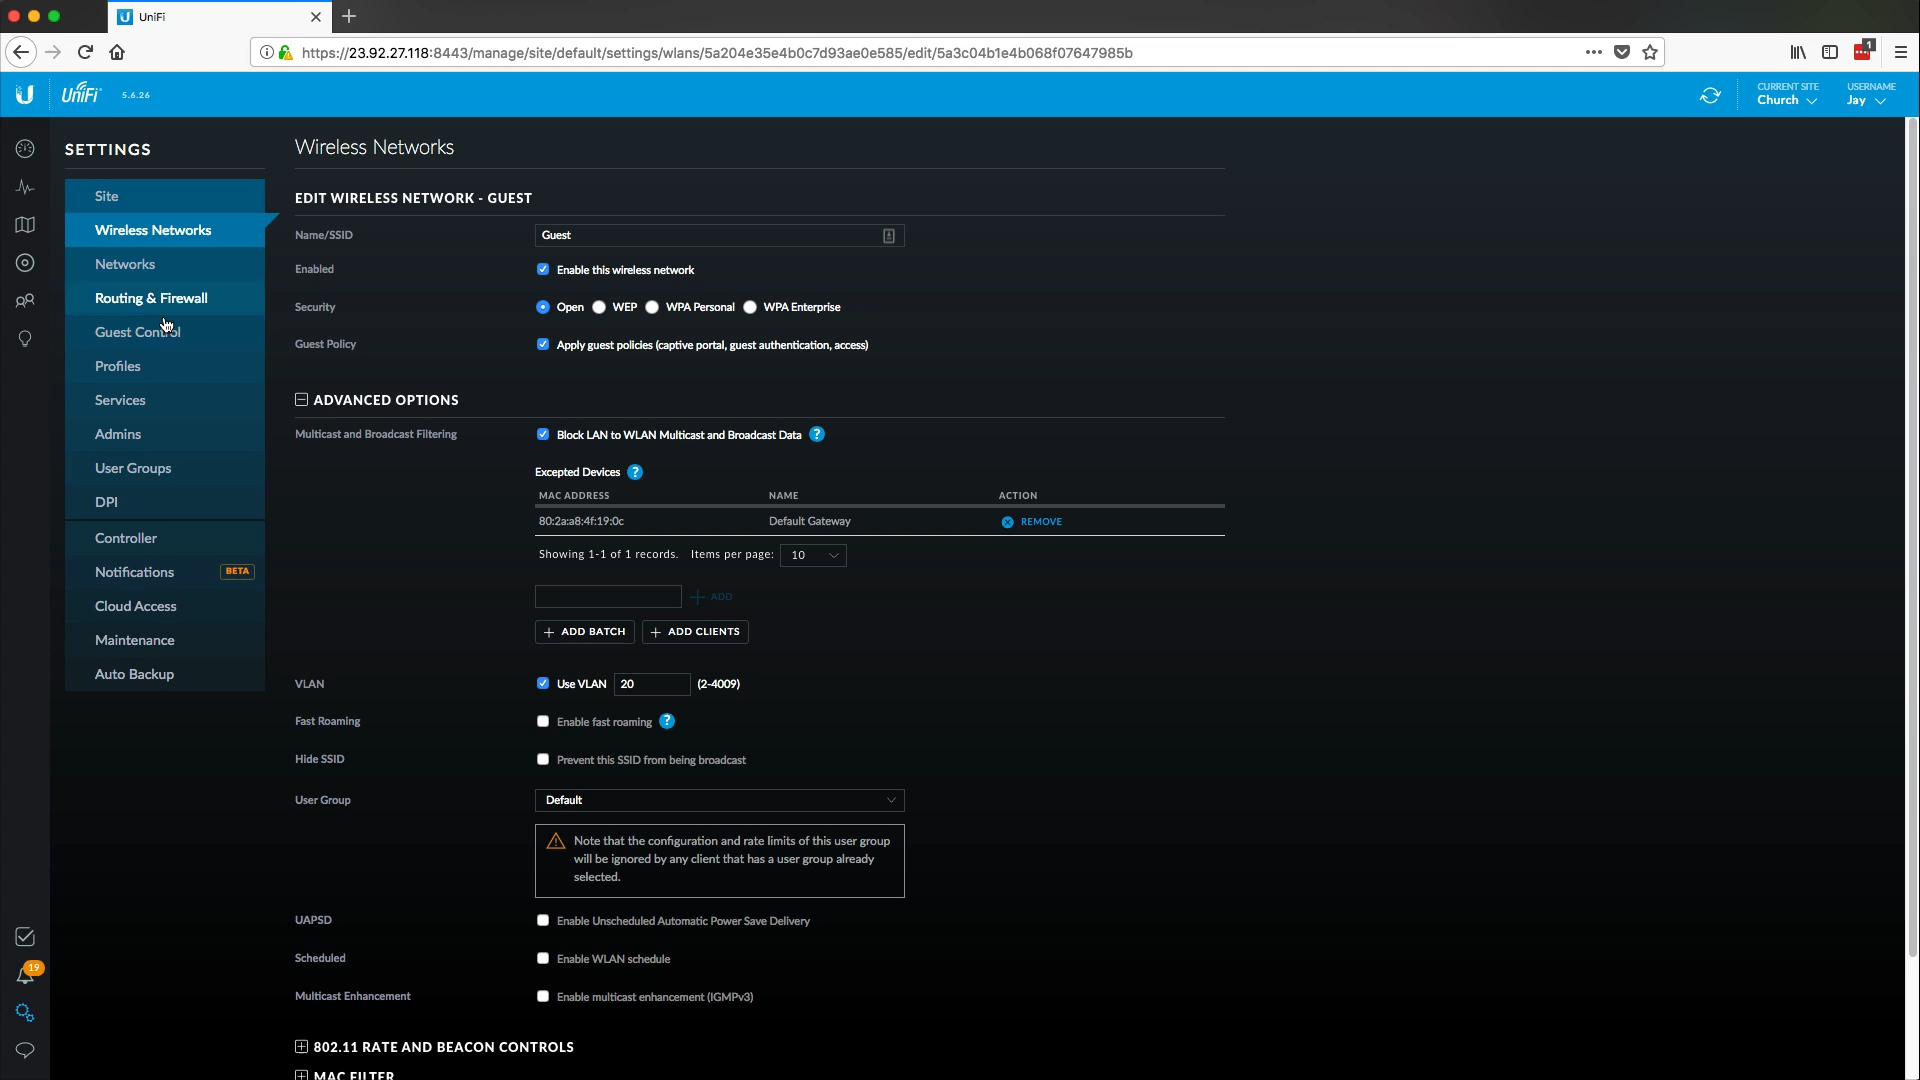 UniFi
https://23.92.27.118:8443/manage/site/default/settings/wlans/5a204e35e4b0c7d93ae0e585/edit/5a3c04b1e4b068f07647985b
1
U UniFi 5.6.26
CURRENT SITE
Church
USERNAME
Jay
SETTINGS
Site
Wireless Networks
Networks
Routing & Firewall
Guest Control
Profiles
Services
Admins
User Groups
DPI
Controller
Notifications BETA
Cloud Access
Maintenance
Auto Backup
19
Wireless Networks
EDIT WIRELESS NETWORK - GUEST
Name/SSID Guest
Enabled Enable this wireless network
Security Open WEP WPA Personal WPA Enterprise
Guest Policy Apply guest policies (captive portal, guest authentication, access)
ADVANCED OPTIONS
Multicast and Broadcast Filtering Block LAN to WLAN Multicast and Broadcast Data ?
Excepted Devices ?
MAC ADDRESS NAME ACTION
80:2a:a8:4f:19:0c Default Gateway REMOVE
Showing 1-1 of 1 records. Items per page: 10
ADD
ADD BATCH ADD CLIENTS
VLAN Use VLAN 20 (2-4009)
Fast Roaming Enable fast roaming ?
Hide SSID Prevent this SSID from being broadcast
User Group Default
Note that the configuration and rate limits of this user group
will be ignored by any client that has a user group already
selected.
UAPSD Enable Unscheduled Automatic Power Save Delivery
Scheduled Enable WLAN schedule
Multicast Enhancement Enable multicast enhancement (IGMPv3)
802.11 RATE AND BEACON CONTROLS
MAC FILTER